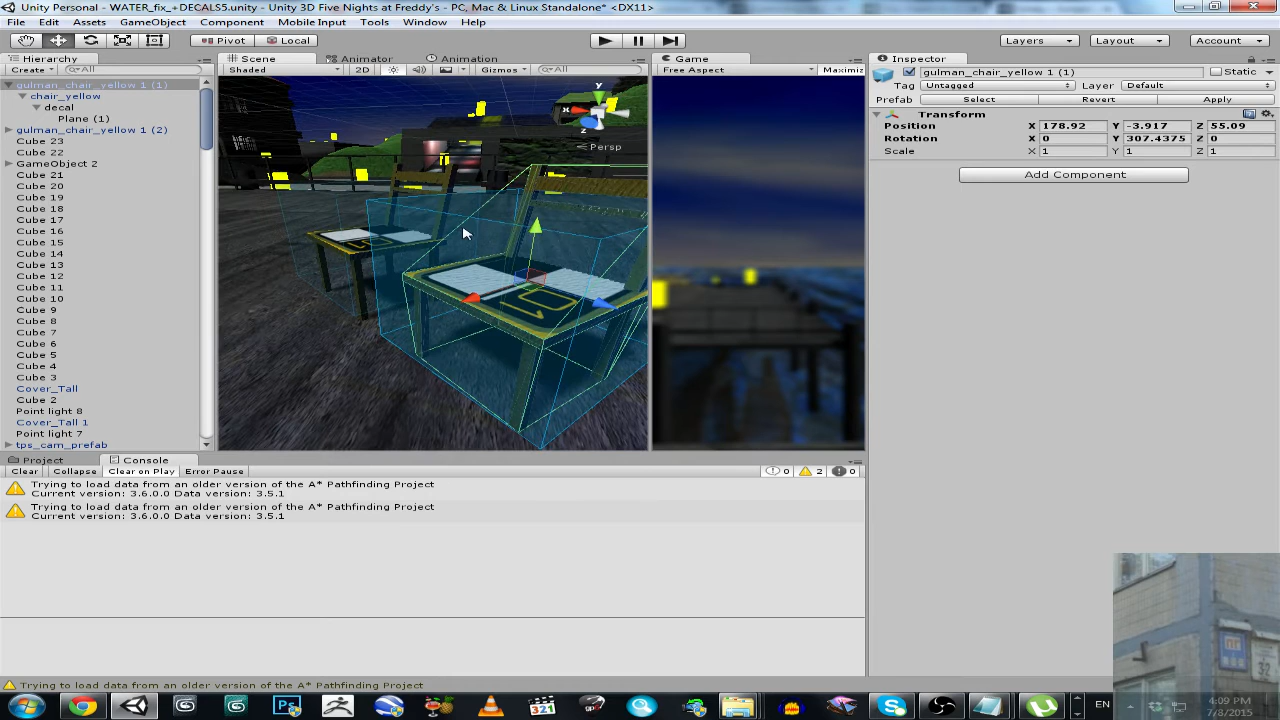 Unity Personal - WATER_fix_+DECALS5.unity - Unity 3D Five Nights at Freddy's - PC, Mac & Linux Standalone* <DX11>
File Edit Assets GameObject Component Mobile Input Tools Window Help
Pivot Local Layers Layout Account
Hierarchy
Create All
gulman_chair_yellow 1 (1)
chair_yellow
decal
Plane (1)
gulman_chair_yellow 1 (2)
Cube 23
Cube 22
GameObject 2
Cube 21
Cube 20
Cube 19
Cube 18
Cube 17
Cube 16
Cube 15
Cube 14
Cube 13
Cube 12
Cube 11
Cube 10
Cube 9
Cube 8
Cube 7
Cube 6
Cube 5
Cube 4
Cube 3
Cover_Tall
Cube 2
Point light 8
Cover_Tall 1
Point light 7
tps_cam_prefab
Scene Animator Animation
Shaded 2D Gizmos All
y
x
z
Persp
Game
Free Aspect Maximiz
Inspector
gulman_chair_yellow 1 (1) Static
Tag Untagged Layer Default
Prefab Select Revert Apply
Transform
Position X 178.92 Y -3.917 Z 55.09
Rotation X 0 Y 307.4375 Z 0
Scale X 1 Y 1 Z 1
Add Component
Project Console
Clear Collapse Clear on Play Error Pause 0 2 0
Trying to load data from an older version of the A* Pathfinding Project
Current version: 3.6.0.0 Data version: 3.5.1
Trying to load data from an older version of the A* Pathfinding Project
Current version: 3.6.0.0 Data version: 3.5.1
Trying to load data from an older version of the A* Pathfinding Project
32
Ps
321
EN
4:09 PM
7/8/2015